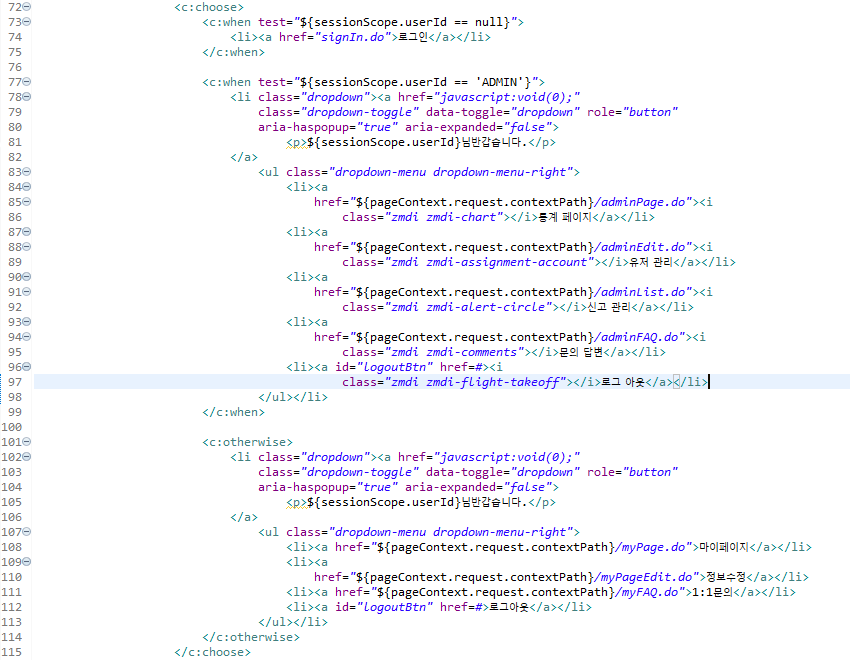 72 <c:choose>
73 <c:when test="${sessionScope.userId == null}">
74 <li><a href="signIn.do">로그인</a></li>
75 </c:when>
76
77 <c:when test="${sessionScope.userId == 'ADMIN'}">
78 <li class="dropdown"><a href="javascript:void(0);"
79 class="dropdown-toggle" data-toggle="dropdown" role="button"
80 aria-haspopup="true" aria-expanded="false">
81 <p>${sessionScope.userId}님반갑습니다.</p>
82 </a>
83 <ul class="dropdown-menu dropdown-menu-right">
84 <li><a
85 href="${pageContext.request.contextPath}/adminPage.do"><i
86 class="zmdi zmdi-chart"></i>통계 페이지</a></li>
87 <li><a
88 href="${pageContext.request.contextPath}/adminEdit.do"><i
89 class="zmdi zmdi-assignment-account"></i>유저 관리</a></li>
90 <li><a
91 href="${pageContext.request.contextPath}/adminList.do"><i
92 class="zmdi zmdi-alert-circle"></i>신고 관리</a></li>
93 <li><a
94 href="${pageContext.request.contextPath}/adminFAQ.do"><i
95 class="zmdi zmdi-comments"></i>문의 답변</a></li>
96 <li><a id="logoutBtn" href=#><i
97 class="zmdi zmdi-flight-takeoff"></i>로그 아웃</a></li>
98 </ul></li>
99 </c:when>
100
101 <c:otherwise>
102 <li class="dropdown"><a href="javascript:void(0);"
103 class="dropdown-toggle" data-toggle="dropdown" role="button"
104 aria-haspopup="true" aria-expanded="false">
105 <p>${sessionScope.userId}님반갑습니다.</p>
106 </a>
107 <ul class="dropdown-menu dropdown-menu-right">
108 <li><a href="${pageContext.request.contextPath}/myPage.do">마이페이지</a></li>
109 <li><a
110 href="${pageContext.request.contextPath}/myPageEdit.do">정보수정</a></li>
111 <li><a href="${pageContext.request.contextPath}/myFAQ.do">1:1문의</a></li>
112 <li><a id="logoutBtn" href=#>로그아웃</a></li>
113 </ul></li>
114 </c:otherwise>
115 </c:choose>